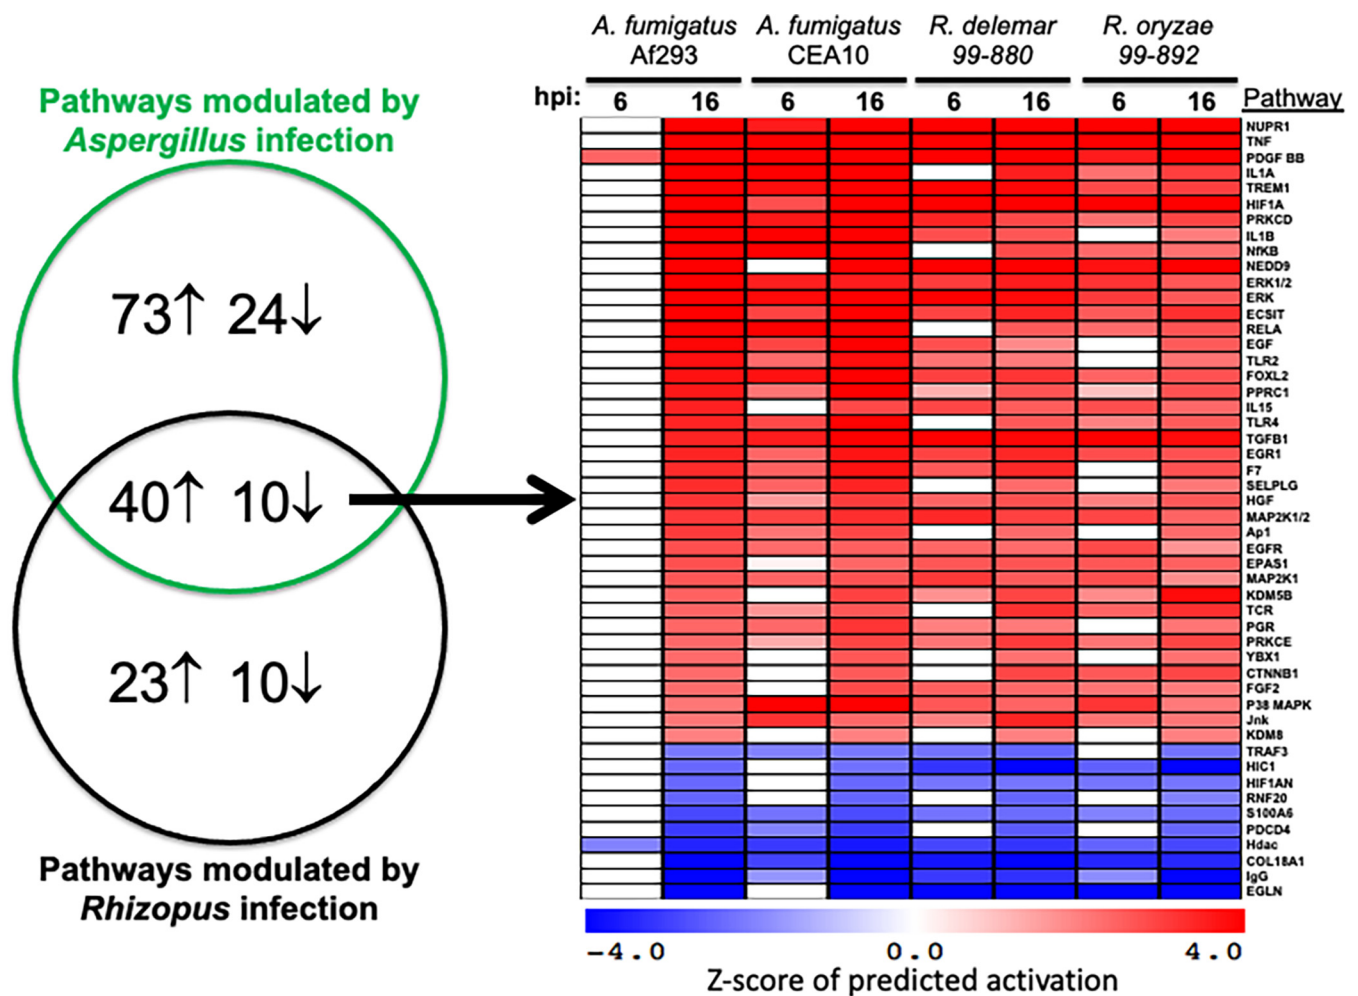 Pathways modulated by
Aspergillus infection
73↑ 24↓
40↑ 10↓
23↑ 10↓
Pathways modulated by
Rhizopus infection
A. fumigatus A. fumigatus R. delemar R. oryzae
Af293 CEA10 99-880 99-892
hpi: 6 16 6 16 6 16 6 16 Pathway
NUPR1
TNF
PDGF BB
IL1A
TREM1
HIF1A
PRKCD
IL1B
NfKB
NEDD9
ERK1/2
ERK
ECSIT
RELA
EGF
TLR2
FOXL2
PPRC1
IL15
TLR4
TGFB1
EGR1
F7
SELPLG
HGF
MAP2K1/2
Ap1
EGFR
EPAS1
MAP2K1
KDM5B
TCR
PGR
PRKCE
YBX1
CTNNB1
FGF2
P38 MAPK
Jnk
KDM8
TRAF3
HIC1
HIF1AN
RNF20
S100A6
PDCD4
Hdac
COL18A1
IgG
EGLN
-4.0 0.0 4.0
Z-score of predicted activation